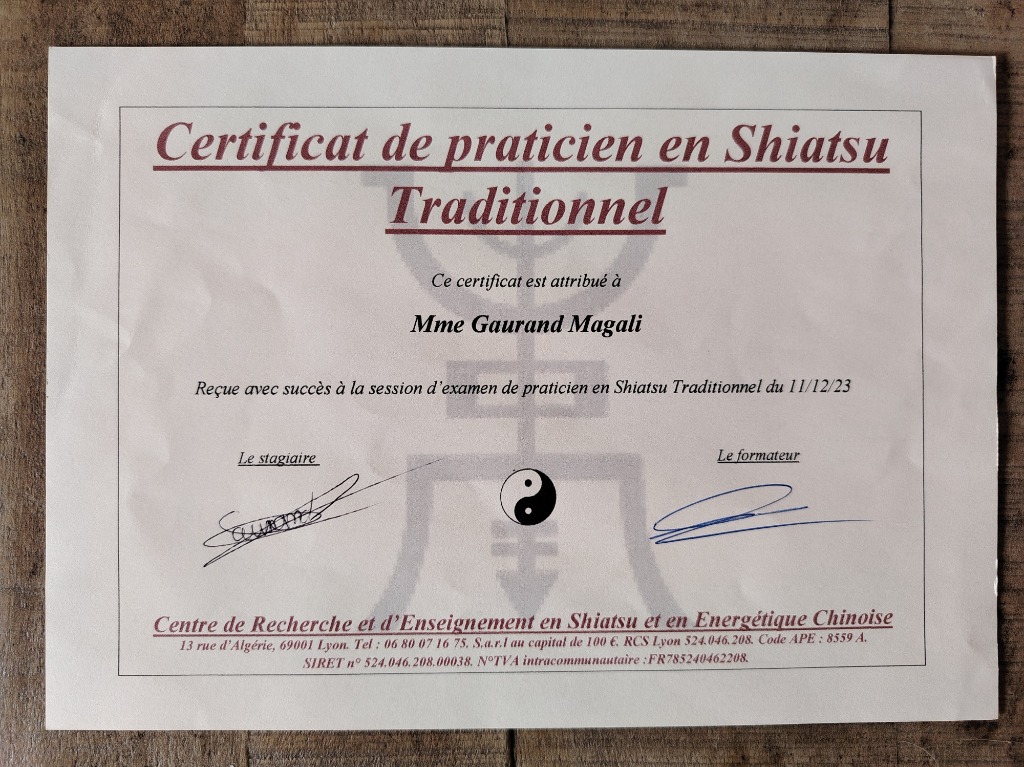 Certificat de praticien en Shiatsu
Traditionnel
Ce certificat est attribué à
Mme Gaurand Magali
Reçue avec succès à la session d'examen de praticien en Shiatsu Traditionnel du 11/12/23
Le stagiaire
Le formateur
Gaurand
Centre de Recherche et d'Enseignement en Shiatsu et en Energétique Chinoise
13 rue d'Algérie, 69001 Lyon. Tel : 06 80 07 16 75. S.a.r.l au capital de 100 €. RCS Lyon 524.046.208. Code APE : 8559 A.
SIRET n° 524.046.208.00038. N°TVA intracommunautaire :FR785240462208.